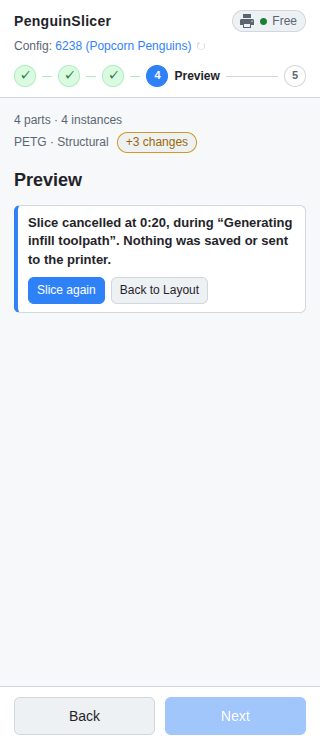 PenguinSlicer
Free
Config: 6238 (Popcorn Penguins)
✓ ✓ ✓ 4 Preview 5
4 parts · 4 instances
PETG · Structural +3 changes
Preview
Slice cancelled at 0:20, during “Generating
infill toolpath”. Nothing was saved or sent
to the printer.
Slice again Back to Layout
Back Next